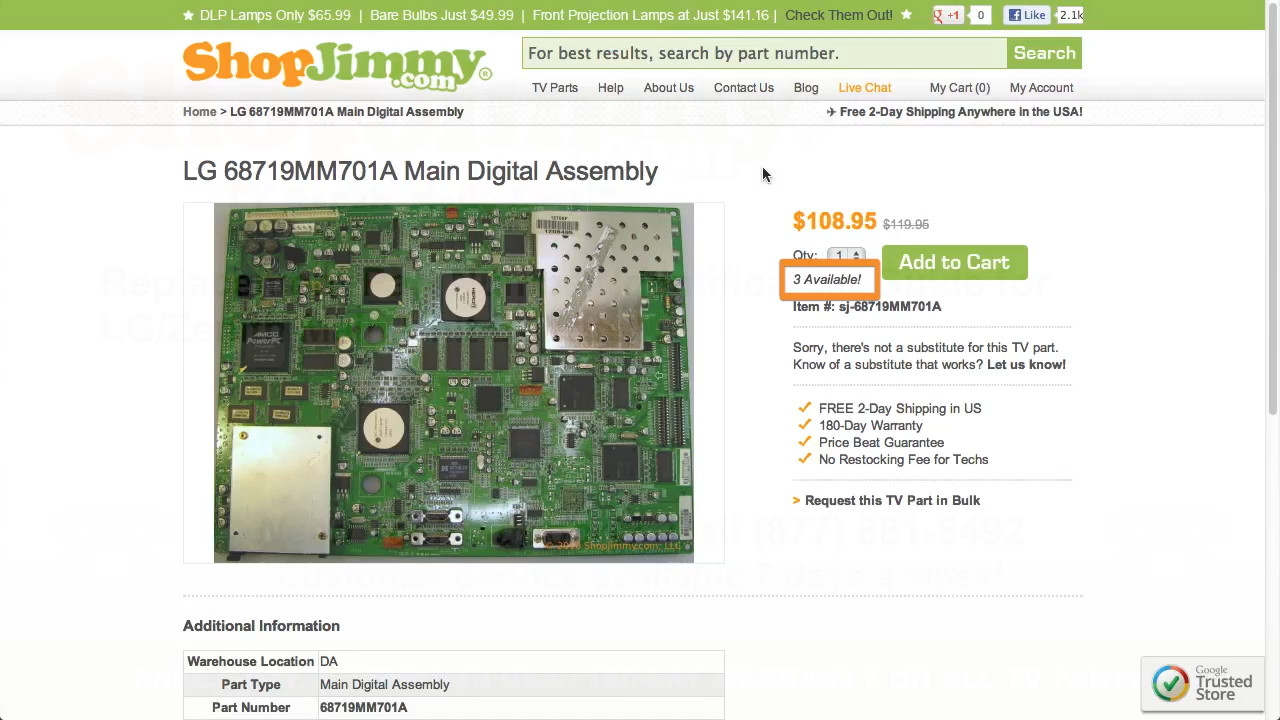 ★ DLP Lamps Only $65.99 | Bare Bulbs Just $49.99 | Front Projection Lamps at Just $141.16 | Check Them Out! ★
g +1 0
Like 2.1k
ShopJimmy.com®
For best results, search by part number.
Search
TV Parts Help About Us Contact Us Blog Live Chat My Cart (0) My Account
Home > LG 68719MM701A Main Digital Assembly
✈ Free 2-Day Shipping Anywhere in the USA!
LG 68719MM701A Main Digital Assembly
$108.95 $119.95
Qty: 1
Add to Cart
3 Available!
Item #: sj-68719MM701A
Sorry, there's not a substitute for this TV part.
Know of a substitute that works? Let us know!
FREE 2-Day Shipping in US
180-Day Warranty
Price Beat Guarantee
No Restocking Fee for Techs
> Request this TV Part in Bulk
AMCC
PowerPC
Additional Information
Warehouse Location DA
Part Type Main Digital Assembly
Part Number 68719MM701A
Google
Trusted
Store